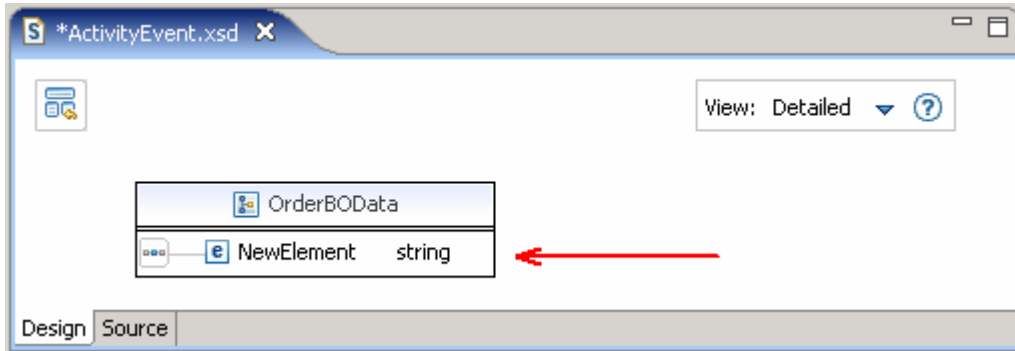 *ActivityEvent.xsd
View: Detailed
OrderBOData
NewElement string
Design Source